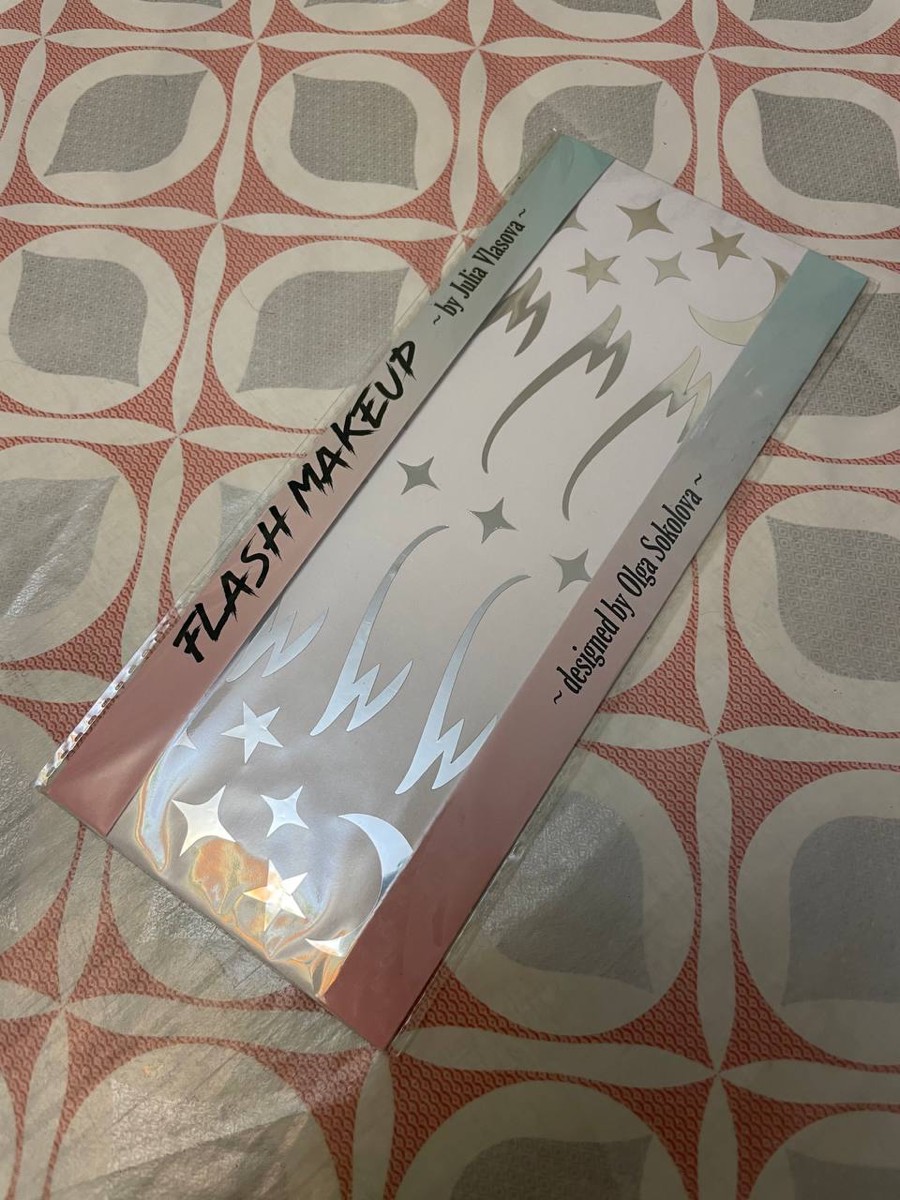 FLASH MAKEUP
~ by Julia Vlasova ~
~ designed by Olga Sokolova ~